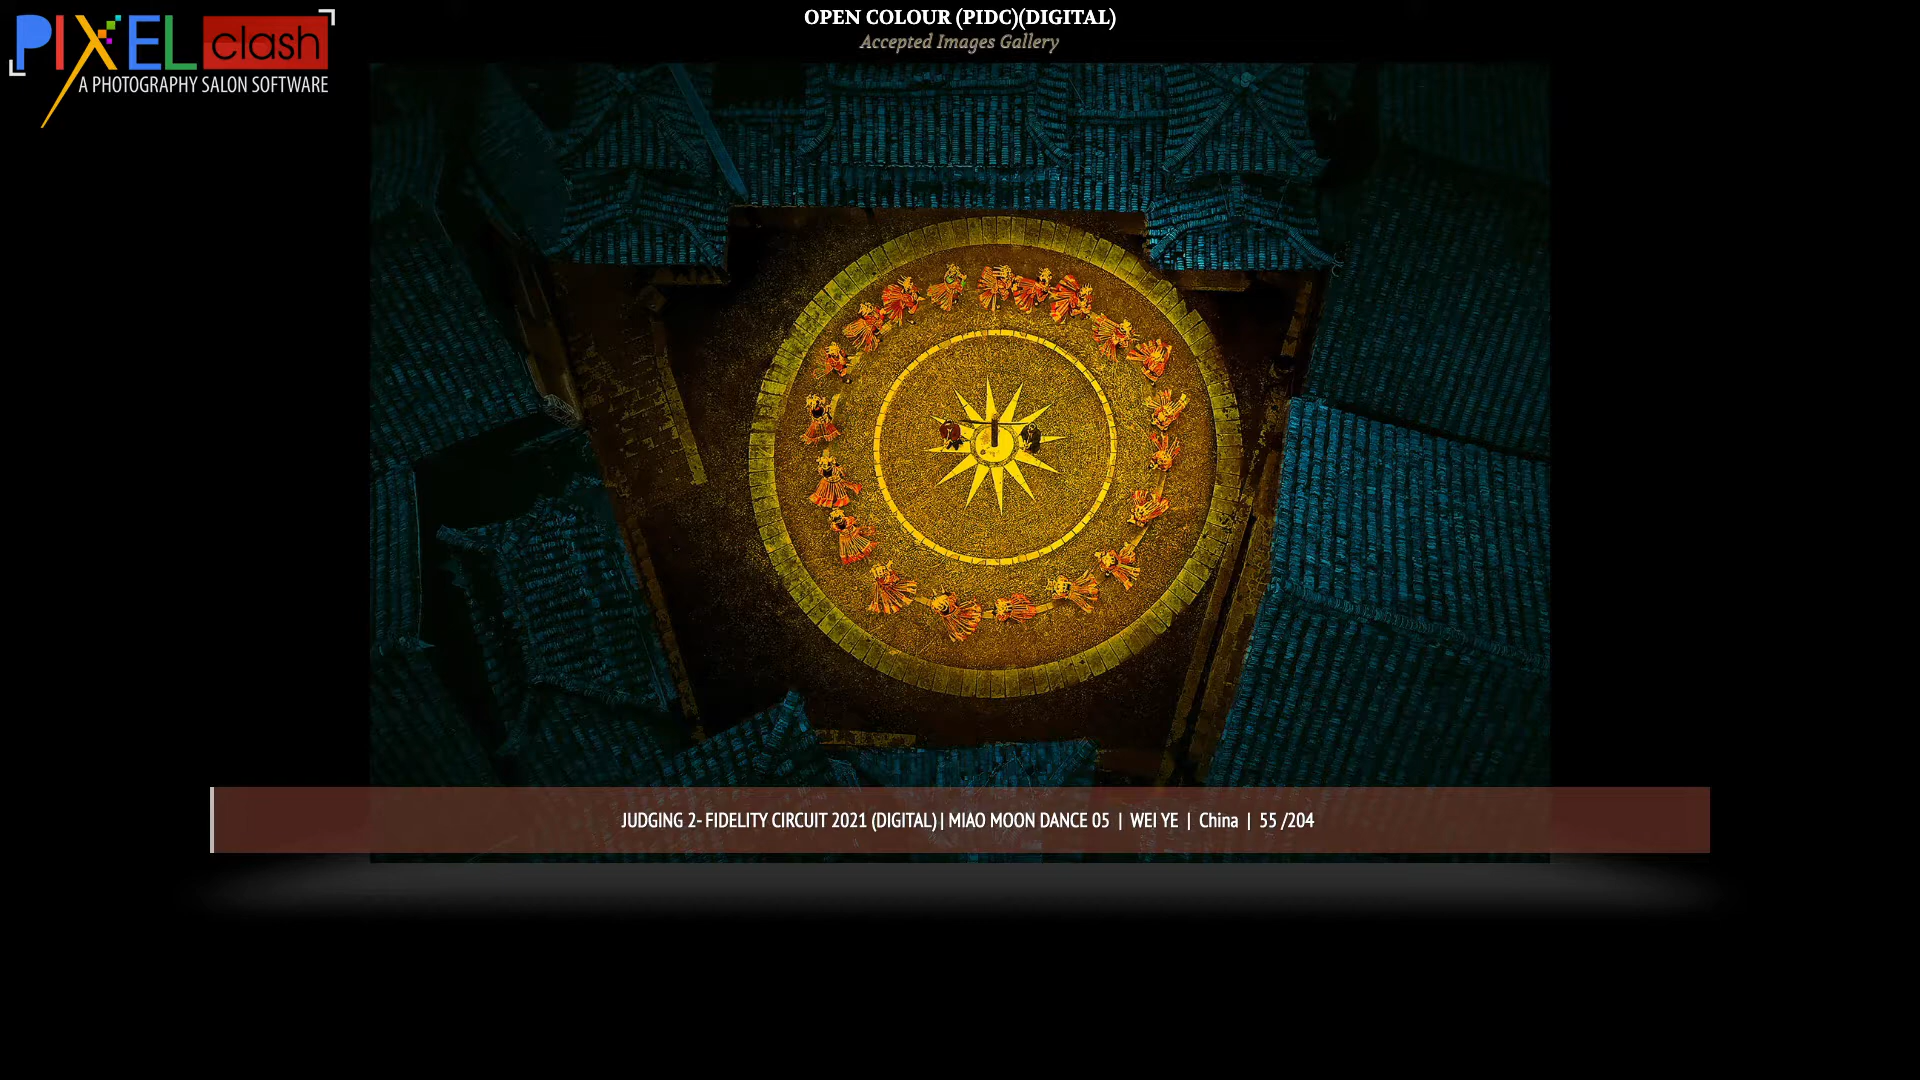 PIXEL clash
A PHOTOGRAPHY SALON SOFTWARE
OPEN COLOUR (PIDC)(DIGITAL)
Accepted Images Gallery
JUDGING 2- FIDELITY CIRCUIT 2021 (DIGITAL) | MIAO MOON DANCE 05 | WEI YE | China | 55 /204